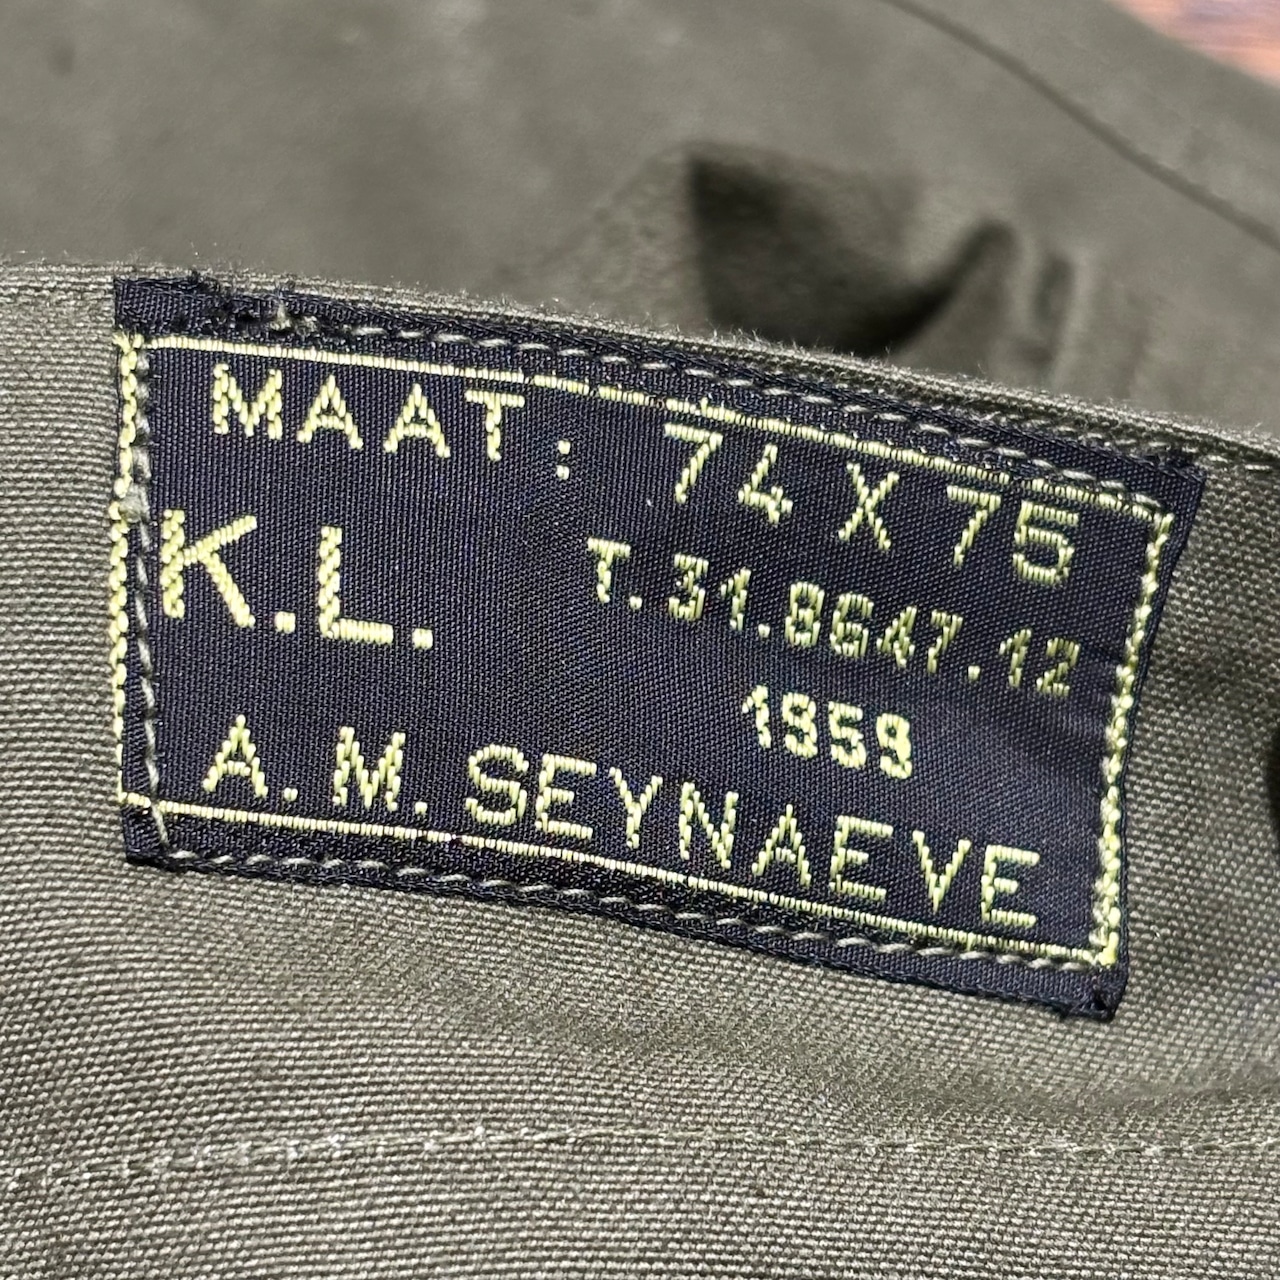 MAAT: 74 X 75
K.L. T.31.8647.12
1959
A.M. SEYNAEVE